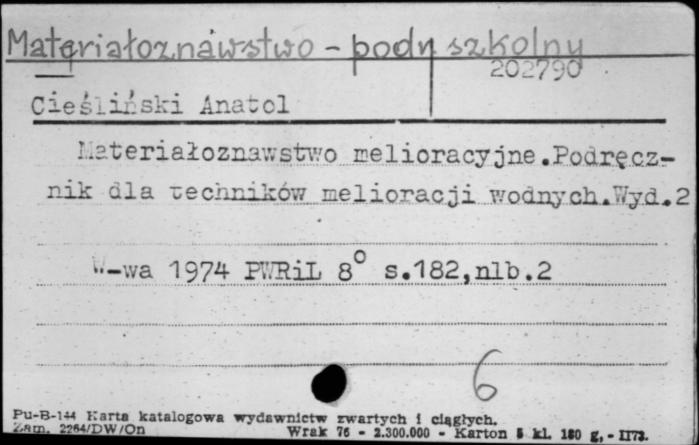 Materiałoznawstwo - podr szkolny
202790
Cieśliński Anatol
Materiałoznawstwo melioracyjne.Podręcz-
nik dla techników melioracji wodnych.Wyd.2
W-wa 1974 PWRiL 8° s.182,nlb.2
6
Pu-B-144 Karta katalogowa wydawnictw zwartych i ciągłych.
Zam. 2264/DW/On Wrak 76 - 2.300.000 - Karton 5 kl. 180 g, - II73.